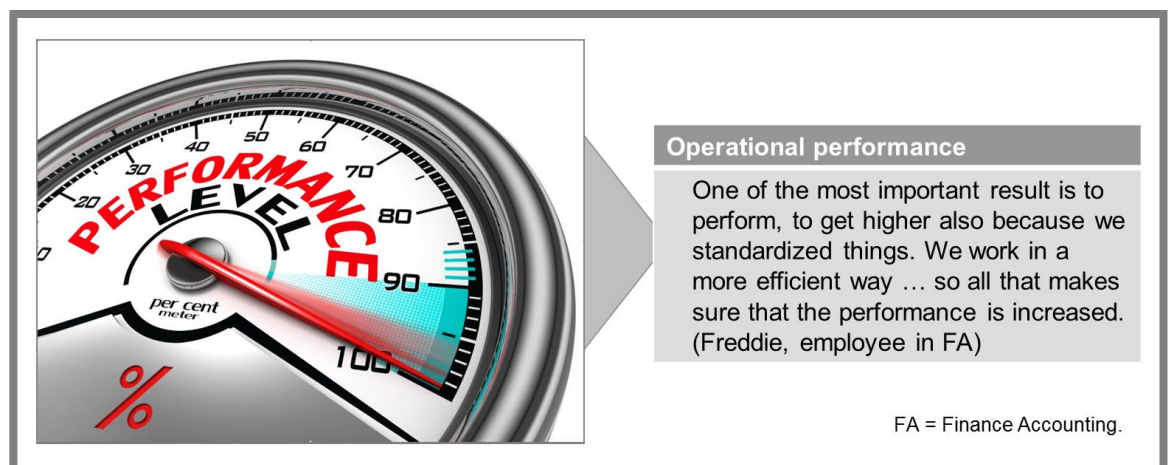 20
30
40
50
60
70
80
90
100
PERFORMANCE
LEVEL
per cent
meter
%
Operational performance
One of the most important result is to
perform, to get higher also because we
standardized things. We work in a
more efficient way … so all that makes
sure that the performance is increased.
(Freddie, employee in FA)
FA = Finance Accounting.